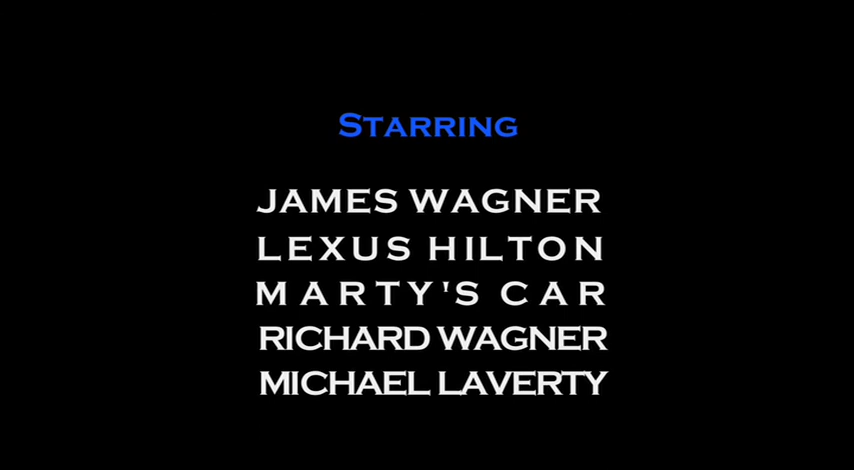 Starring
JAMES WAGNER
LEXUS HILTON
MARTY'S CAR
RICHARD WAGNER
MICHAEL LAVERTY